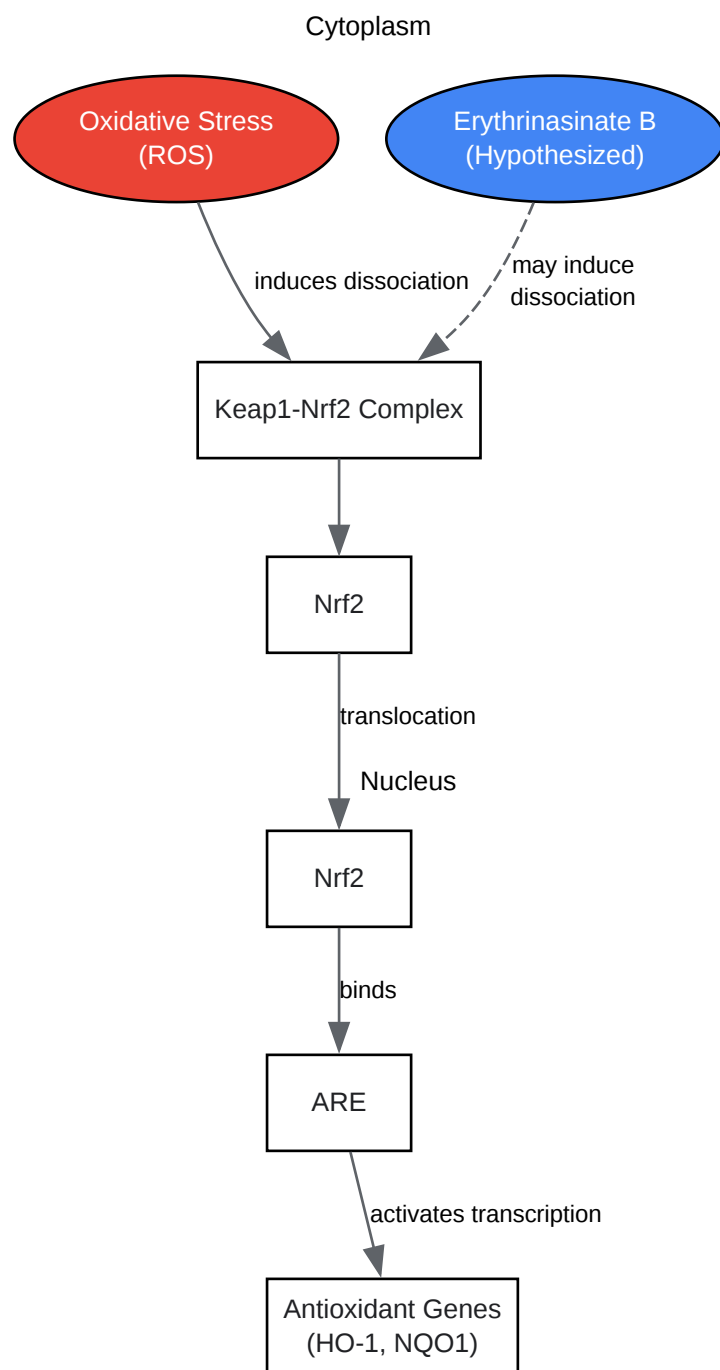 Cytoplasm
Oxidative Stress
(ROS)
Erythrinasinate B
(Hypothesized)
induces dissociation
may induce
dissociation
Keap1-Nrf2 Complex
Nrf2
translocation
Nucleus
Nrf2
binds
ARE
activates transcription
Antioxidant Genes
(HO-1, NQO1)